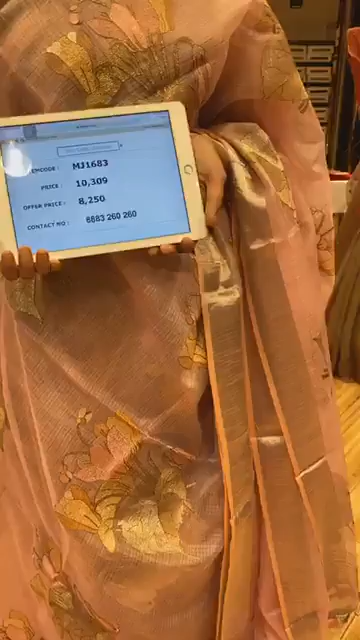 EMCODE : MJ1683
PRICE : 10,309
OFFER PRICE : 8,250
CONTACT NO : 8883 260 260